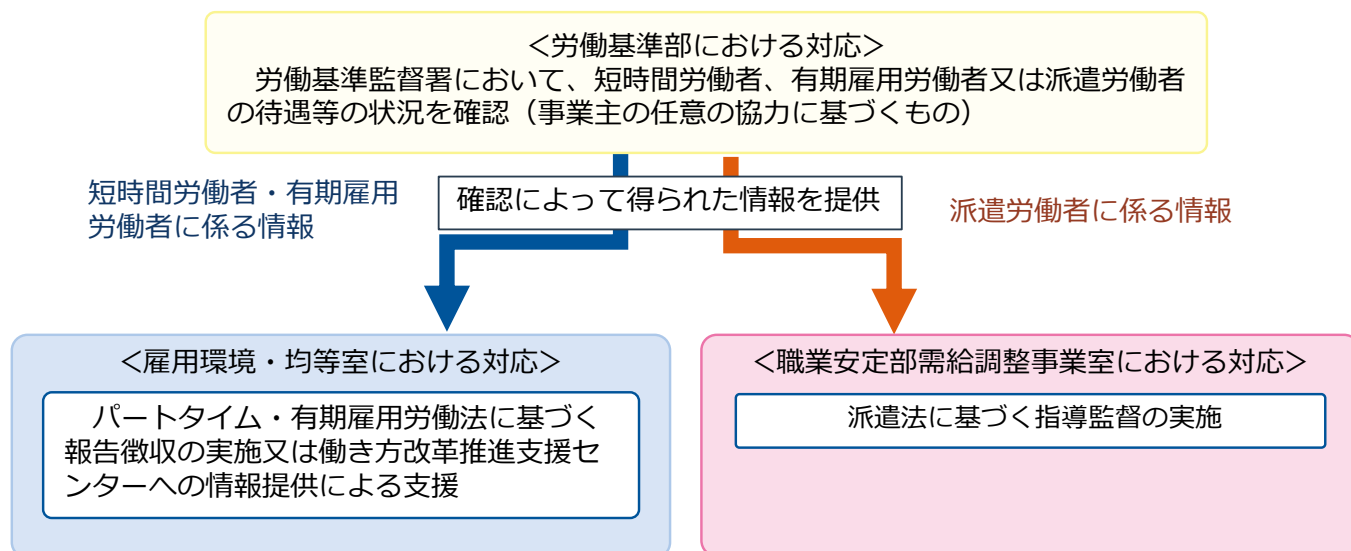 ＜労働基準部における対応＞
　労働基準監督署において、短時間労働者、有期雇用労働者又は派遣労働者
の待遇等の状況を確認（事業主の任意の協力に基づくもの）
短時間労働者・有期雇用
労働者に係る情報
確認によって得られた情報を提供
派遣労働者に係る情報
＜雇用環境・均等室における対応＞
　パートタイム・有期雇用労働法に基づく
報告徴収の実施又は働き方改革推進支援セ
ンターへの情報提供による支援
＜職業安定部需給調整事業室における対応＞
派遣法に基づく指導監督の実施